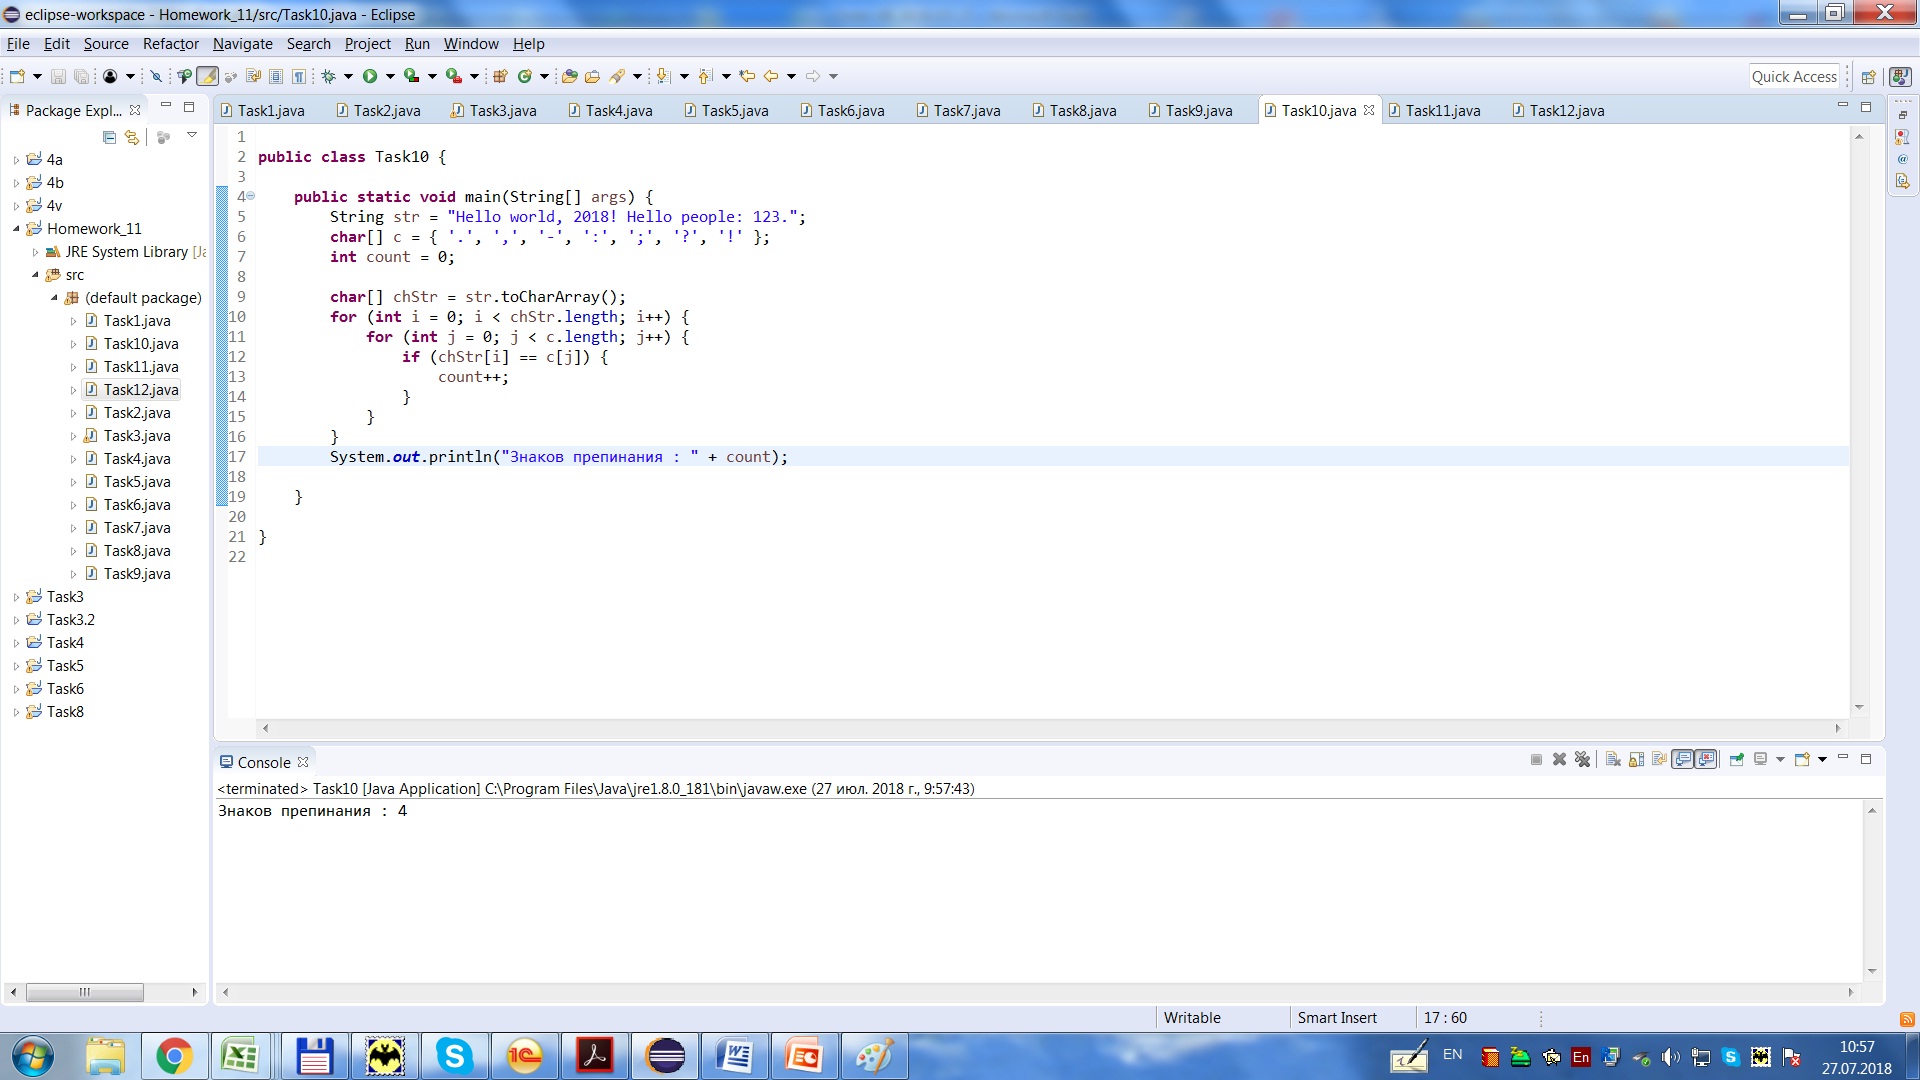 eclipse-workspace - Homework_11/src/Task10.java - Eclipse
File Edit Source Refactor Navigate Search Project Run Window Help
Quick Access
Package Expl...
Task1.java Task2.java Task3.java Task4.java Task5.java Task6.java Task7.java Task8.java Task9.java Task10.java Task11.java Task12.java
4a
4b
4v
Homework_11
JRE System Library [Ja
src
(default package)
Task1.java
Task10.java
Task11.java
Task12.java
Task2.java
Task3.java
Task4.java
Task5.java
Task6.java
Task7.java
Task8.java
Task9.java
Task3
Task3.2
Task4
Task5
Task6
Task8
1
2 public class Task10 {
3
4 public static void main(String[] args) {
5 String str = "Hello world, 2018! Hello people: 123.";
6 char[] c = { '.', ',', '-', ':', ';', '?', '!' };
7 int count = 0;
8
9 char[] chStr = str.toCharArray();
10 for (int i = 0; i < chStr.length; i++) {
11 for (int j = 0; j < c.length; j++) {
12 if (chStr[i] == c[j]) {
13 count++;
14 }
15 }
16 }
17 System.out.println("Знаков препинания : " + count);
18
19 }
20
21 }
22
Console
<terminated> Task10 [Java Application] C:\Program Files\Java\jre1.8.0_181\bin\javaw.exe (27 июл. 2018 г., 9:57:43)
Знаков препинания : 4
Writable Smart Insert 17 : 60
EN En
10:57
27.07.2018